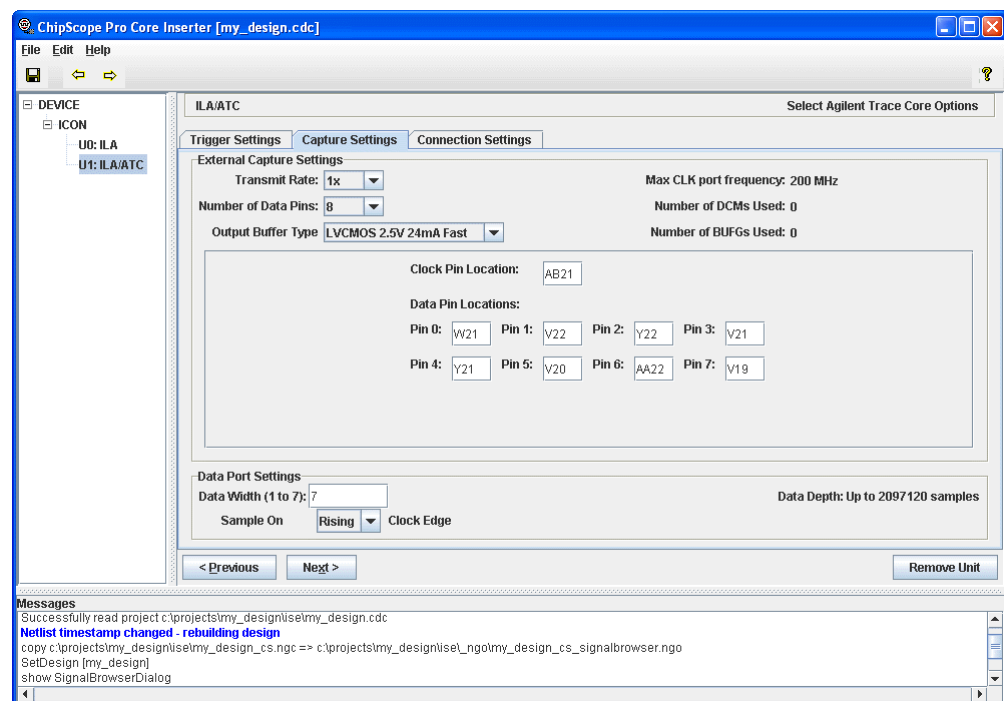 ChipScope Pro Core Inserter [my_design.cdc]
File Edit Help
DEVICE
ICON
U0: ILA
U1: ILA/ATC
ILA/ATC Select Agilent Trace Core Options
Trigger Settings Capture Settings Connection Settings
External Capture Settings
Transmit Rate: 1x Max CLK port frequency: 200 MHz
Number of Data Pins: 8 Number of DCMs Used: 0
Output Buffer Type LVCMOS 2.5V 24mA Fast Number of BUFGs Used: 0
Clock Pin Location: AB21
Data Pin Locations:
Pin 0: W21 Pin 1: V22 Pin 2: Y22 Pin 3: V21
Pin 4: Y21 Pin 5: V20 Pin 6: AA22 Pin 7: V19
Data Port Settings
Data Width (1 to 7): 7 Data Depth: Up to 2097120 samples
Sample On Rising Clock Edge
< Previous Next > Remove Unit
Messages
Successfully read project c:\projects\my_design\ise\my_design.cdc
Netlist timestamp changed - rebuilding design
copy c:\projects\my_design\ise\my_design_cs.ngc => c:\projects\my_design\ise\_ngo\my_design_cs_signalbrowser.ngo
SetDesign [my_design]
show SignalBrowserDialog